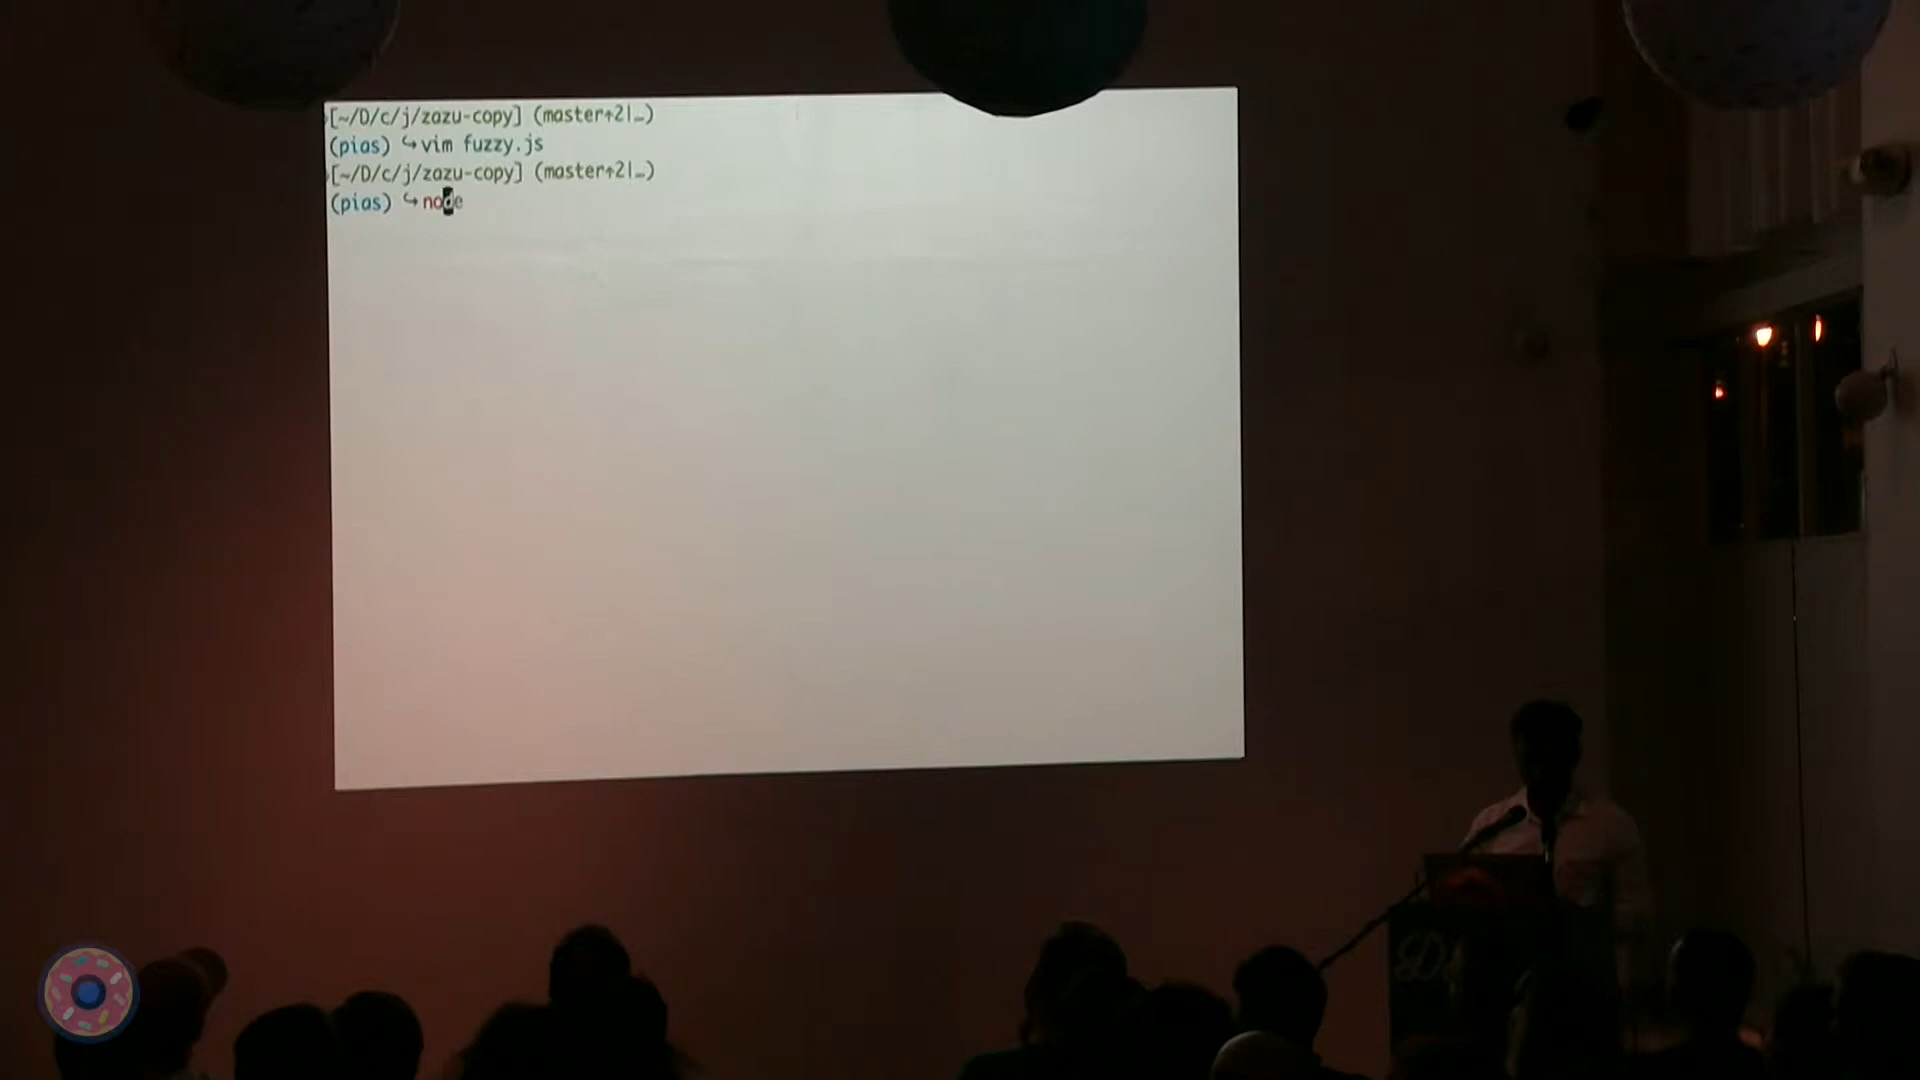 [~/D/c/j/zazu-copy] (master↑2|…)
(pias) ↪vim fuzzy.js
[~/D/c/j/zazu-copy] (master↑2|…)
(pias) ↪node